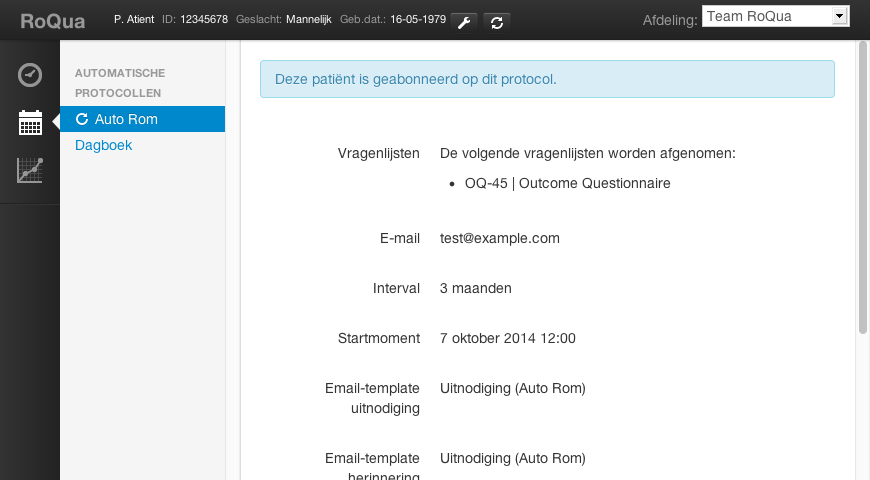 RoQua P. Atient ID: 12345678 Geslacht: Mannelijk Geb.dat.: 16-05-1979 Afdeling: Team RoQua
AUTOMATISCHE
PROTOCOLLEN
Auto Rom
Dagboek
Deze patiënt is geabonneerd op dit protocol.
Vragenlijsten De volgende vragenlijsten worden afgenomen:
• OQ-45 | Outcome Questionnaire
E-mail test@example.com
Interval 3 maanden
Startmoment 7 oktober 2014 12:00
Email-template Uitnodiging (Auto Rom)
uitnodiging
Email-template Uitnodiging (Auto Rom)
herinnering